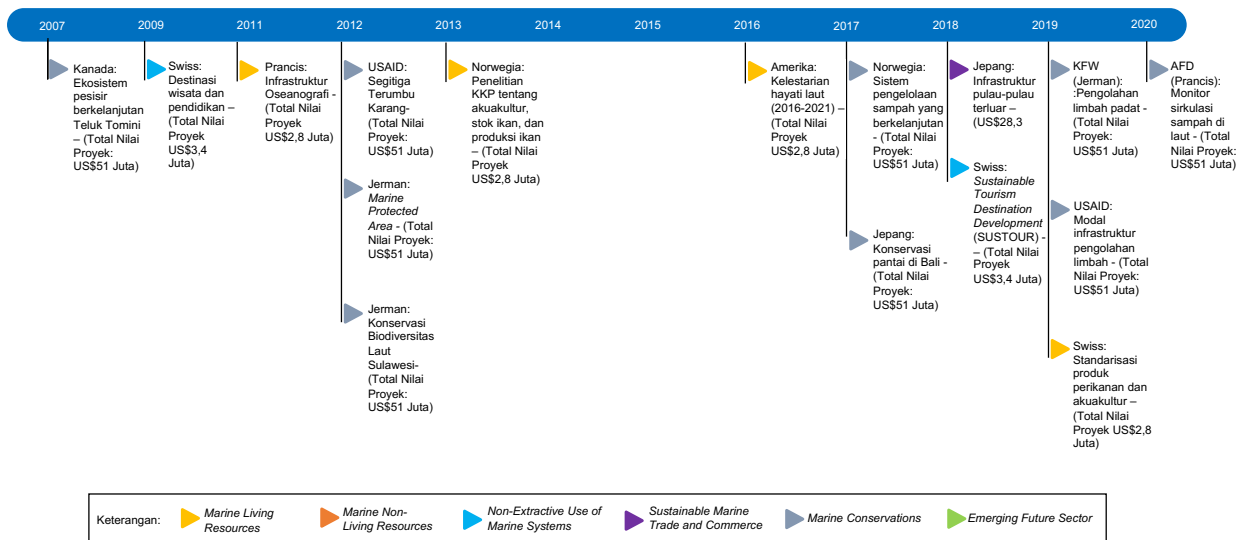 2007 2009 2011 2012 2013 2014 2015 2016 2017 2018 2019 2020
Kanada:
Ekosistem
pesisir
berkelanjutan
Teluk Tomini
– (Total Nilai
Proyek:
US$51 Juta)
Swiss:
Destinasi
wisata dan
pendidikan –
(Total Nilai
Proyek
US$3,4
Juta)
Prancis:
Infrastruktur
Oseanografi -
(Total Nilai
Proyek
US$2,8 Juta)
USAID:
Segitiga
Terumbu
Karang-
(Total Nilai
Proyek:
US$51 Juta)
Jerman:
Marine
Protected
Area - (Total
Nilai Proyek:
US$51 Juta)
Jerman:
Konservasi
Biodiversitas
Laut
Sulawesi-
(Total Nilai
Proyek:
US$51 Juta)
Norwegia:
Penelitian
KKP tentang
akuakultur,
stok ikan, dan
produksi ikan
– (Total Nilai
Proyek
US$2,8 Juta)
Amerika:
Kelestarian
hayati laut
(2016-2021) –
(Total Nilai
Proyek
US$2,8 Juta)
Norwegia:
Sistem
pengelolaan
sampah yang
berkelanjutan
- (Total Nilai
Proyek:
US$51 Juta)
Jepang:
Konservasi
pantai di Bali -
(Total Nilai
Proyek:
US$51 Juta)
Jepang:
Infrastruktur
pulau-pulau
terluar –
(US$28,3
Swiss:
Sustainable
Tourism
Destination
Development
(SUSTOUR) -
– (Total Nilai
Proyek
US$3,4 Juta)
KFW
(Jerman):
:Pengolahan
limbah padat -
(Total Nilai
Proyek:
US$51 Juta)
USAID:
Modal
infrastruktur
pengolahan
limbah - (Total
Nilai Proyek:
US$51 Juta)
Swiss:
Standarisasi
produk
perikanan dan
akuakultur –
(Total Nilai
Proyek US$2,8
Juta)
AFD
(Prancis):
Monitor
sirkulasi
sampah di
laut - (Total
Nilai Proyek:
US$51 Juta)
Keterangan:
Marine Living
Resources
Marine Non-
Living Resources
Non-Extractive Use of
Marine Systems
Sustainable Marine
Trade and Commerce
Marine Conservations
Emerging Future Sector